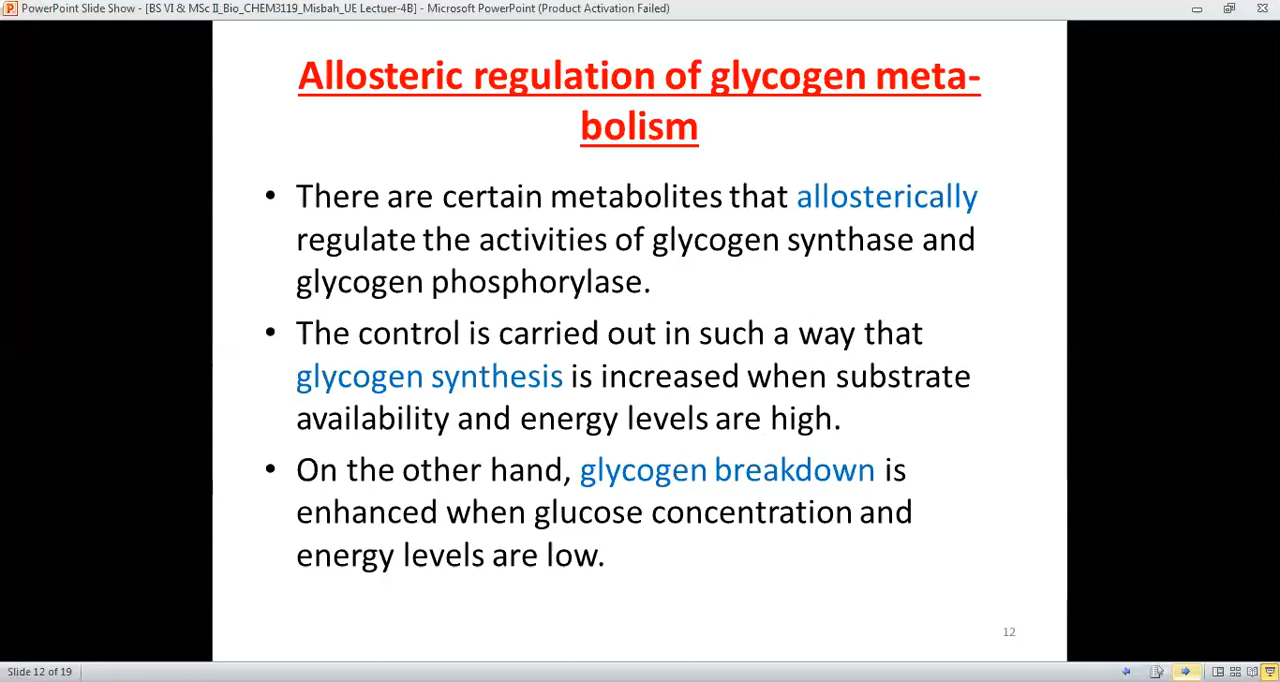 PowerPoint Slide Show - [BS VI & MSc II_Bio_CHEM3119_Misbah_UE Lectuer-4B] - Microsoft PowerPoint (Product Activation Failed)
Allosteric regulation of glycogen meta-
bolism
• There are certain metabolites that allosterically
regulate the activities of glycogen synthase and
glycogen phosphorylase.
• The control is carried out in such a way that
glycogen synthesis is increased when substrate
availability and energy levels are high.
• On the other hand, glycogen breakdown is
enhanced when glucose concentration and
energy levels are low.
12
Slide 12 of 19